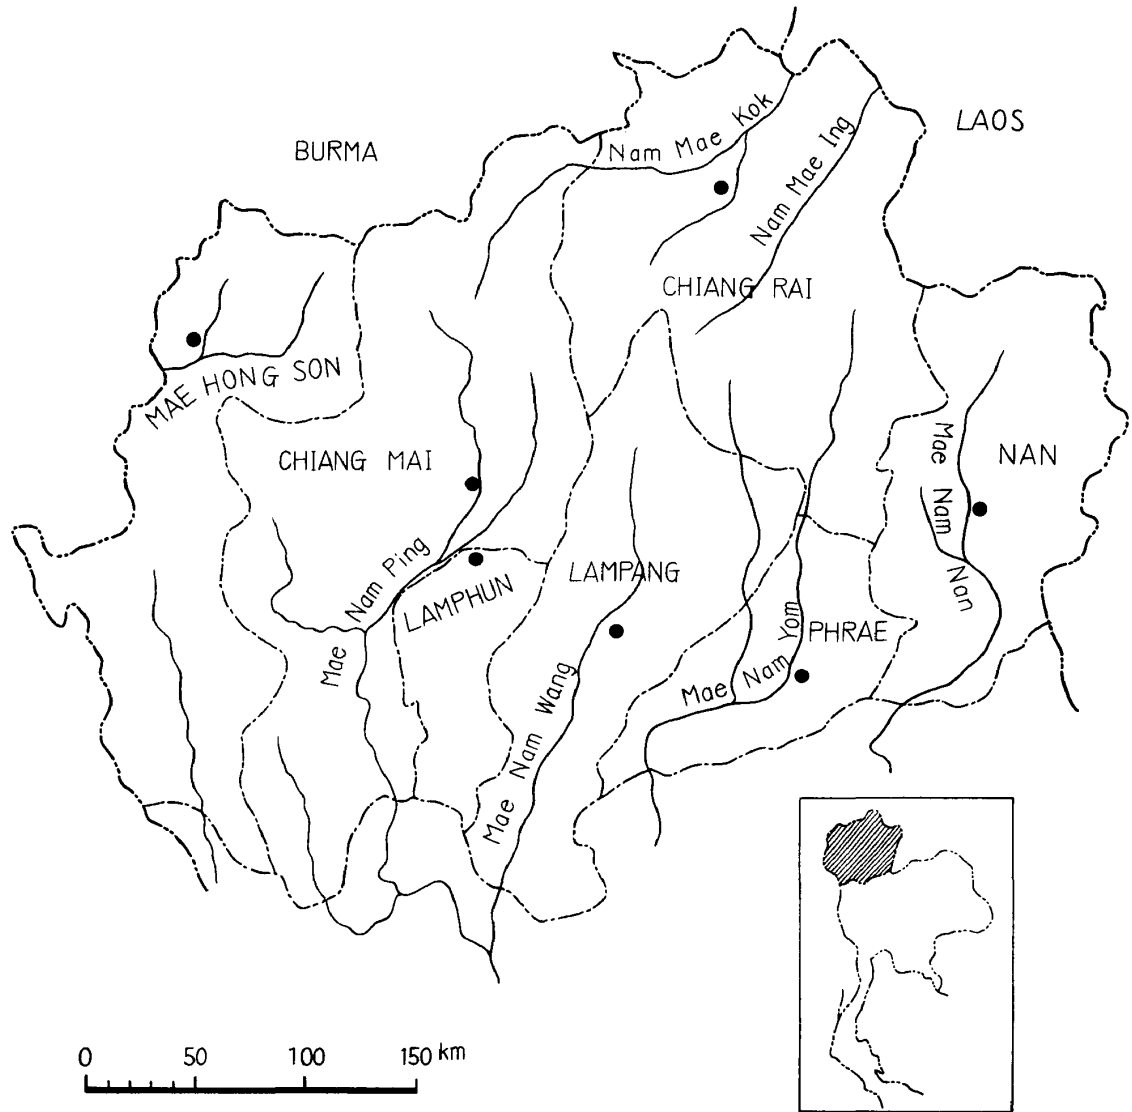 LAOS
BURMA
Nam Mae Kok
Nam Mae Ing
CHIANG RAI
MAE HONG SON
CHIANG MAI
Mae Nam Nan
NAN
Mae Nam Ping
LAMPHUN
LAMPANG
Mae Nam Yom
PHRAE
Mae Nam Wang
0 50 100 150 km